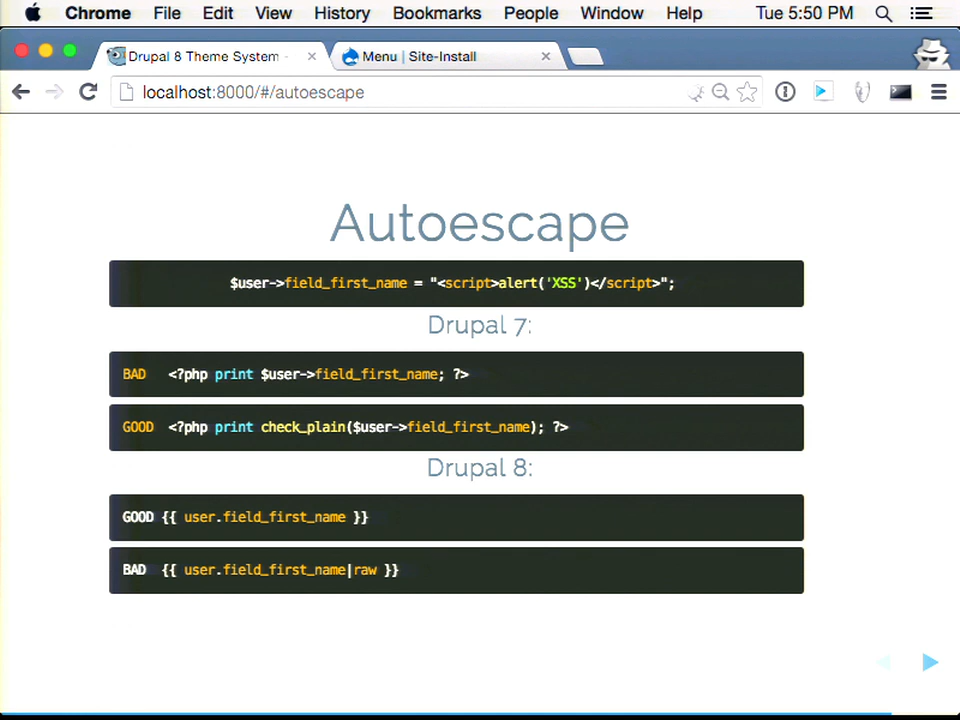 Chrome File Edit View History Bookmarks People Window Help Tue 5:50 PM
Drupal 8 Theme System - Menu | Site-Install
localhost:8000/#/autoescape
Autoescape
$user->field_first_name = "<script>alert('XSS')</script>";
Drupal 7:
BAD <?php print $user->field_first_name; ?>
GOOD <?php print check_plain($user->field_first_name); ?>
Drupal 8:
GOOD {{ user.field_first_name }}
BAD {{ user.field_first_name|raw }}